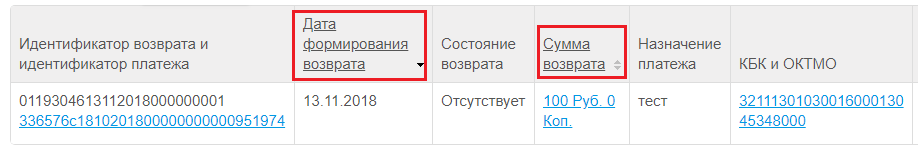 Идентификатор возврата и
идентификатор платежа
Дата
формирования
возврата
Состояние
возврата
Сумма
возврата
Назначение
платежа
КБК и ОКТМО
0119304613112018000000001
336576c18102018000000000951974
13.11.2018
Отсутствует
100 Руб. 0
Коп.
тест
32111301030016000130
45348000